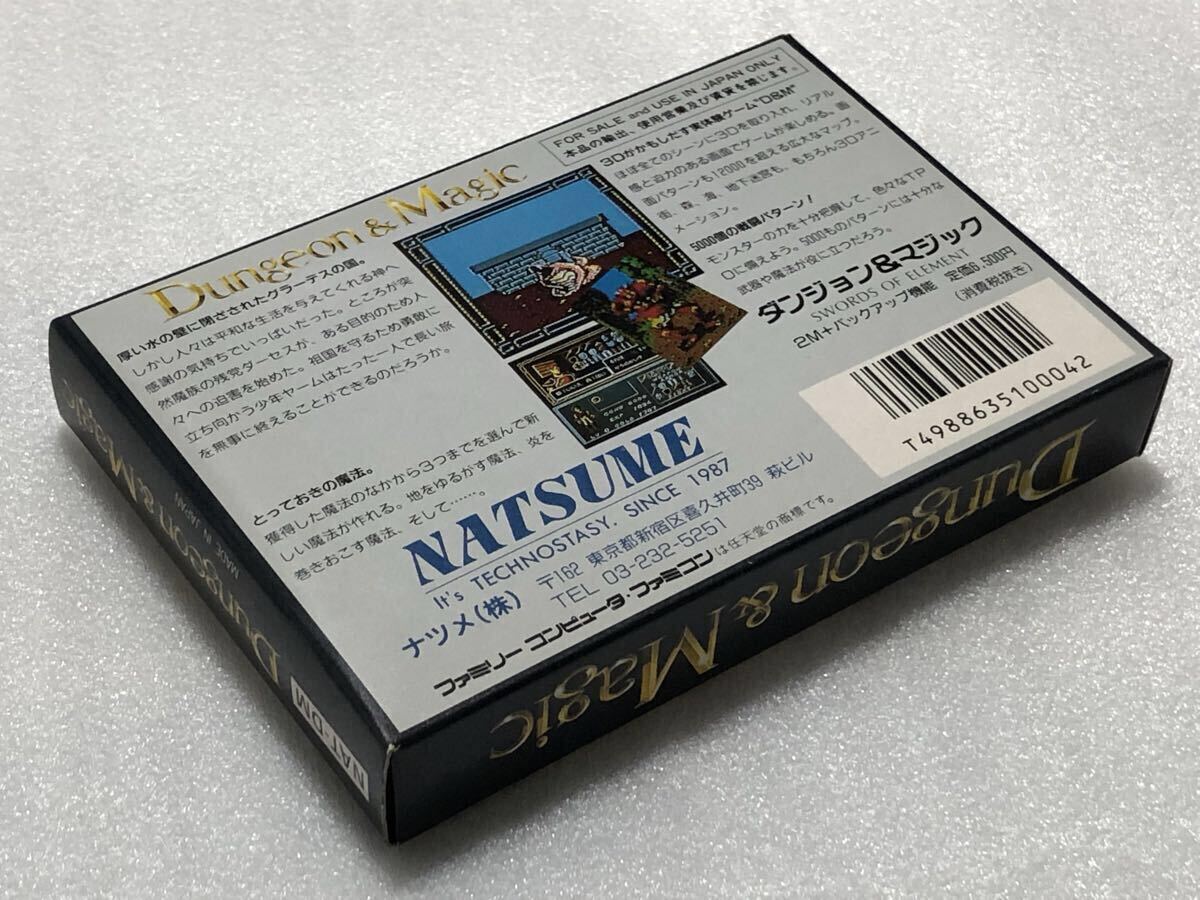 Dungeon & Magic
厚い水の壁に閉ざされたグラーテスの国。
しかし人々は平和な生活を与えてくれる神へ
感謝の気持ちでいっぱいだった。ところが突
然魔族の残党ダーセスが、ある目的のため人
々への迫害を始めた。祖国を守るため勇敢に
立ち向かう少年ヤームはたった一人で長い旅
を無事に終えることができるのだろうか。
とっておきの魔法。
獲得した魔法のなかから3つまでを選んで新
しい魔法が作れる。地をゆるがす魔法、炎を
巻きおこす魔法、そして……。
FOR SALE and USE IN JAPAN ONLY
本品の輸出、使用営業及び賃貸を禁じます。
3Dがかもしだす実体験ゲーム"D&M"
ほぼ全てのシーンに3Dを取り入れ、リアル
感と迫力のある画面でゲームが楽しめる。画
面パターンも12000を超える広大なマップ。
街、森、海、地下迷宮も、もちろん3Dアニ
メーション。
5000個の戦闘パターン!
モンスターの力を十分把握して、色々なTP
Oに備えよう。5000ものパターンには十分な
武器や魔法が役に立つだろう。
ダンジョン&マジック
SWORDS OF ELEMENT
2M+バックアップ機能 定価6,500円
(消費税抜き)
T4988635100042
NATSUME
It's TECHNOSTASY. SINCE 1987
ナツメ(株) 〒162 東京都新宿区喜久井町39 萩ビル
TEL 03-232-5251
ファミリーコンピュータ・ファミコンは任天堂の商標です。
Dungeon & Magic
MADE IN JAPAN
Dungeon & Magic
NAT-DM
Dungeon & Magic